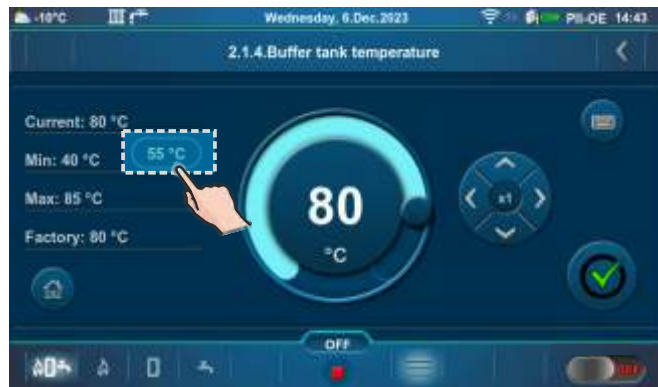 -10°C Wednesday, 6.Dec.2023 PII-OE 14:43
2.1.4.Buffer tank temperature
Current: 80 °C
55 °C
Min: 40 °C
Max: 85 °C
Factory: 80 °C
80
°C
x1
OFF
OFF